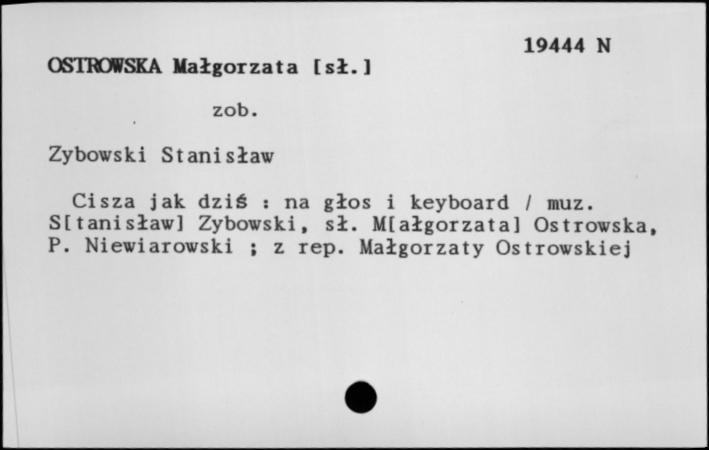 19444 N
OSTROWSKA Małgorzata [sł.]
zob.
Zybowski Stanisław
Cisza jak dziś : na głos i keyboard / muz.
S[tanisław] Zybowski, sł. M[ałgorzata] Ostrowska,
P. Niewiarowski ; z rep. Małgorzaty Ostrowskiej